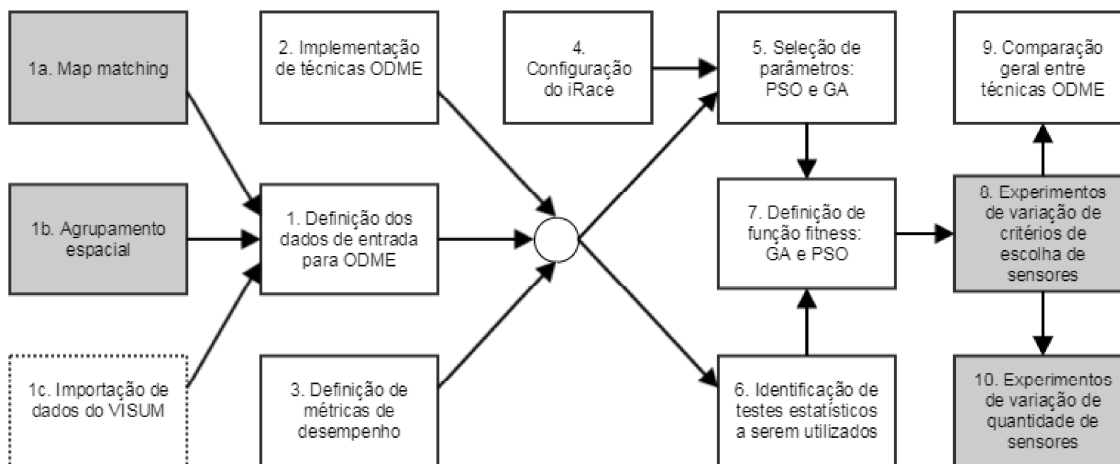 1a. Map matching
2. Implementação
de técnicas ODME
4.
Configuração
do iRace
5. Seleção de
parâmetros:
PSO e GA
9. Comparação
geral entre
técnicas ODME
1b. Agrupamento
espacial
1. Definição dos
dados de entrada
para ODME
7. Definição de
função fitness:
GA e PSO
8. Experimentos
de variação de
critérios de
escolha de
sensores
1c. Importação de
dados do VISUM
3. Definição de
métricas de
desempenho
6. Identificação de
testes estatísticos
a serem utilizados
10. Experimentos
de variação de
quantidade de
sensores